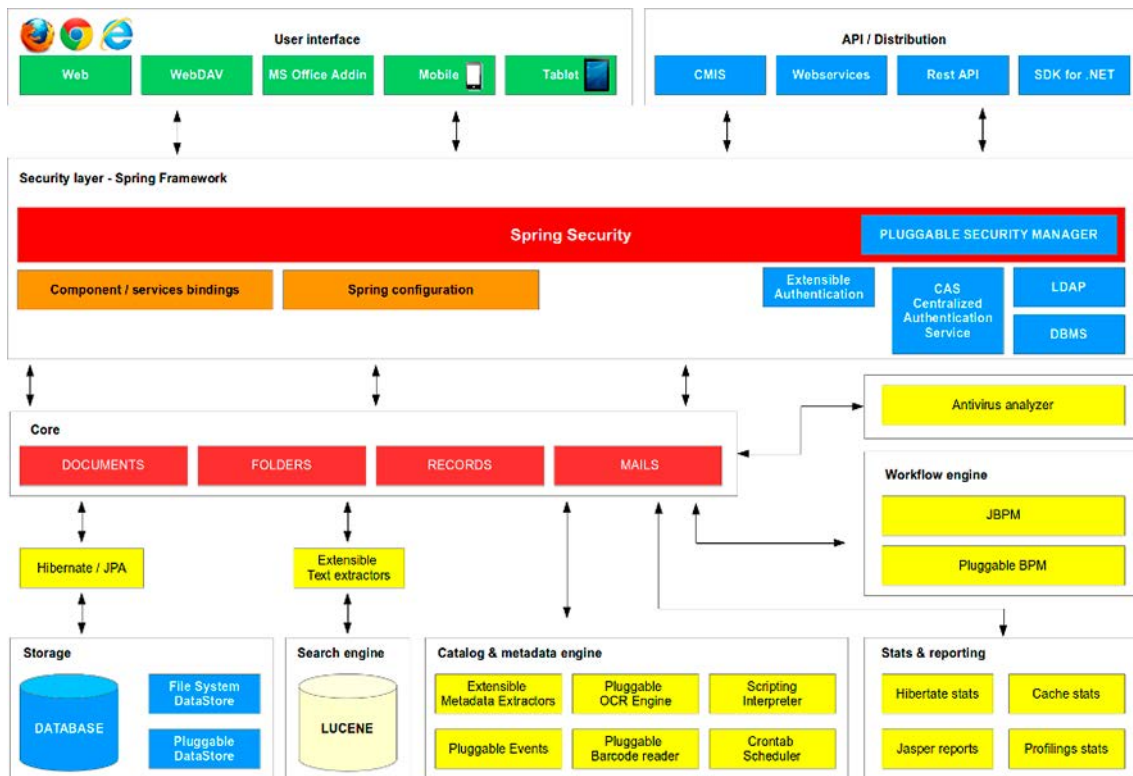 User interface
Web
WebDAV
MS Office Addin
Mobile
Tablet
API / Distribution
CMIS
Webservices
Rest API
SDK for .NET
Security layer - Spring Framework
Spring Security
PLUGGABLE SECURITY MANAGER
Component / services bindings
Spring configuration
Extensible
Authentication
CAS
Centralized
Authentication
Service
LDAP
DBMS
Core
DOCUMENTS
FOLDERS
RECORDS
MAILS
Antivirus analyzer
Workflow engine
JBPM
Pluggable BPM
Hibernate / JPA
Extensible
Text extractors
Storage
DATABASE
File System
DataStore
Pluggable
DataStore
Search engine
LUCENE
Catalog & metadata engine
Extensible
Metadata Extractors
Pluggable
OCR Engine
Scripting
Interpreter
Pluggable Events
Pluggable
Barcode reader
Crontab
Scheduler
Stats & reporting
Hibertate stats
Cache stats
Jasper reports
Profilings stats